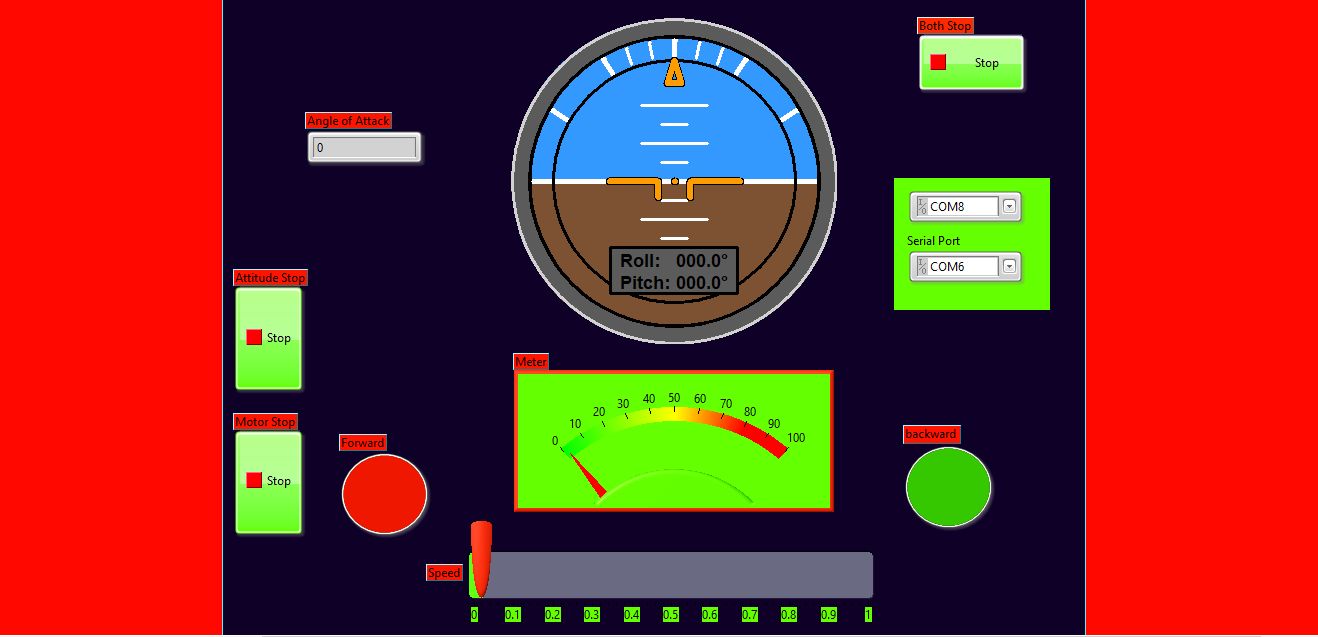 Both Stop
Stop
Angle of Attack
0
I/O COM8
Serial Port
I/O COM6
Roll: 000.0°
Pitch: 000.0°
Attitude Stop
Stop
Meter
0 10 20 30 40 50 60 70 80 90 100
Motor Stop
Stop
Forward
backward
Speed
0 0.1 0.2 0.3 0.4 0.5 0.6 0.7 0.8 0.9 1